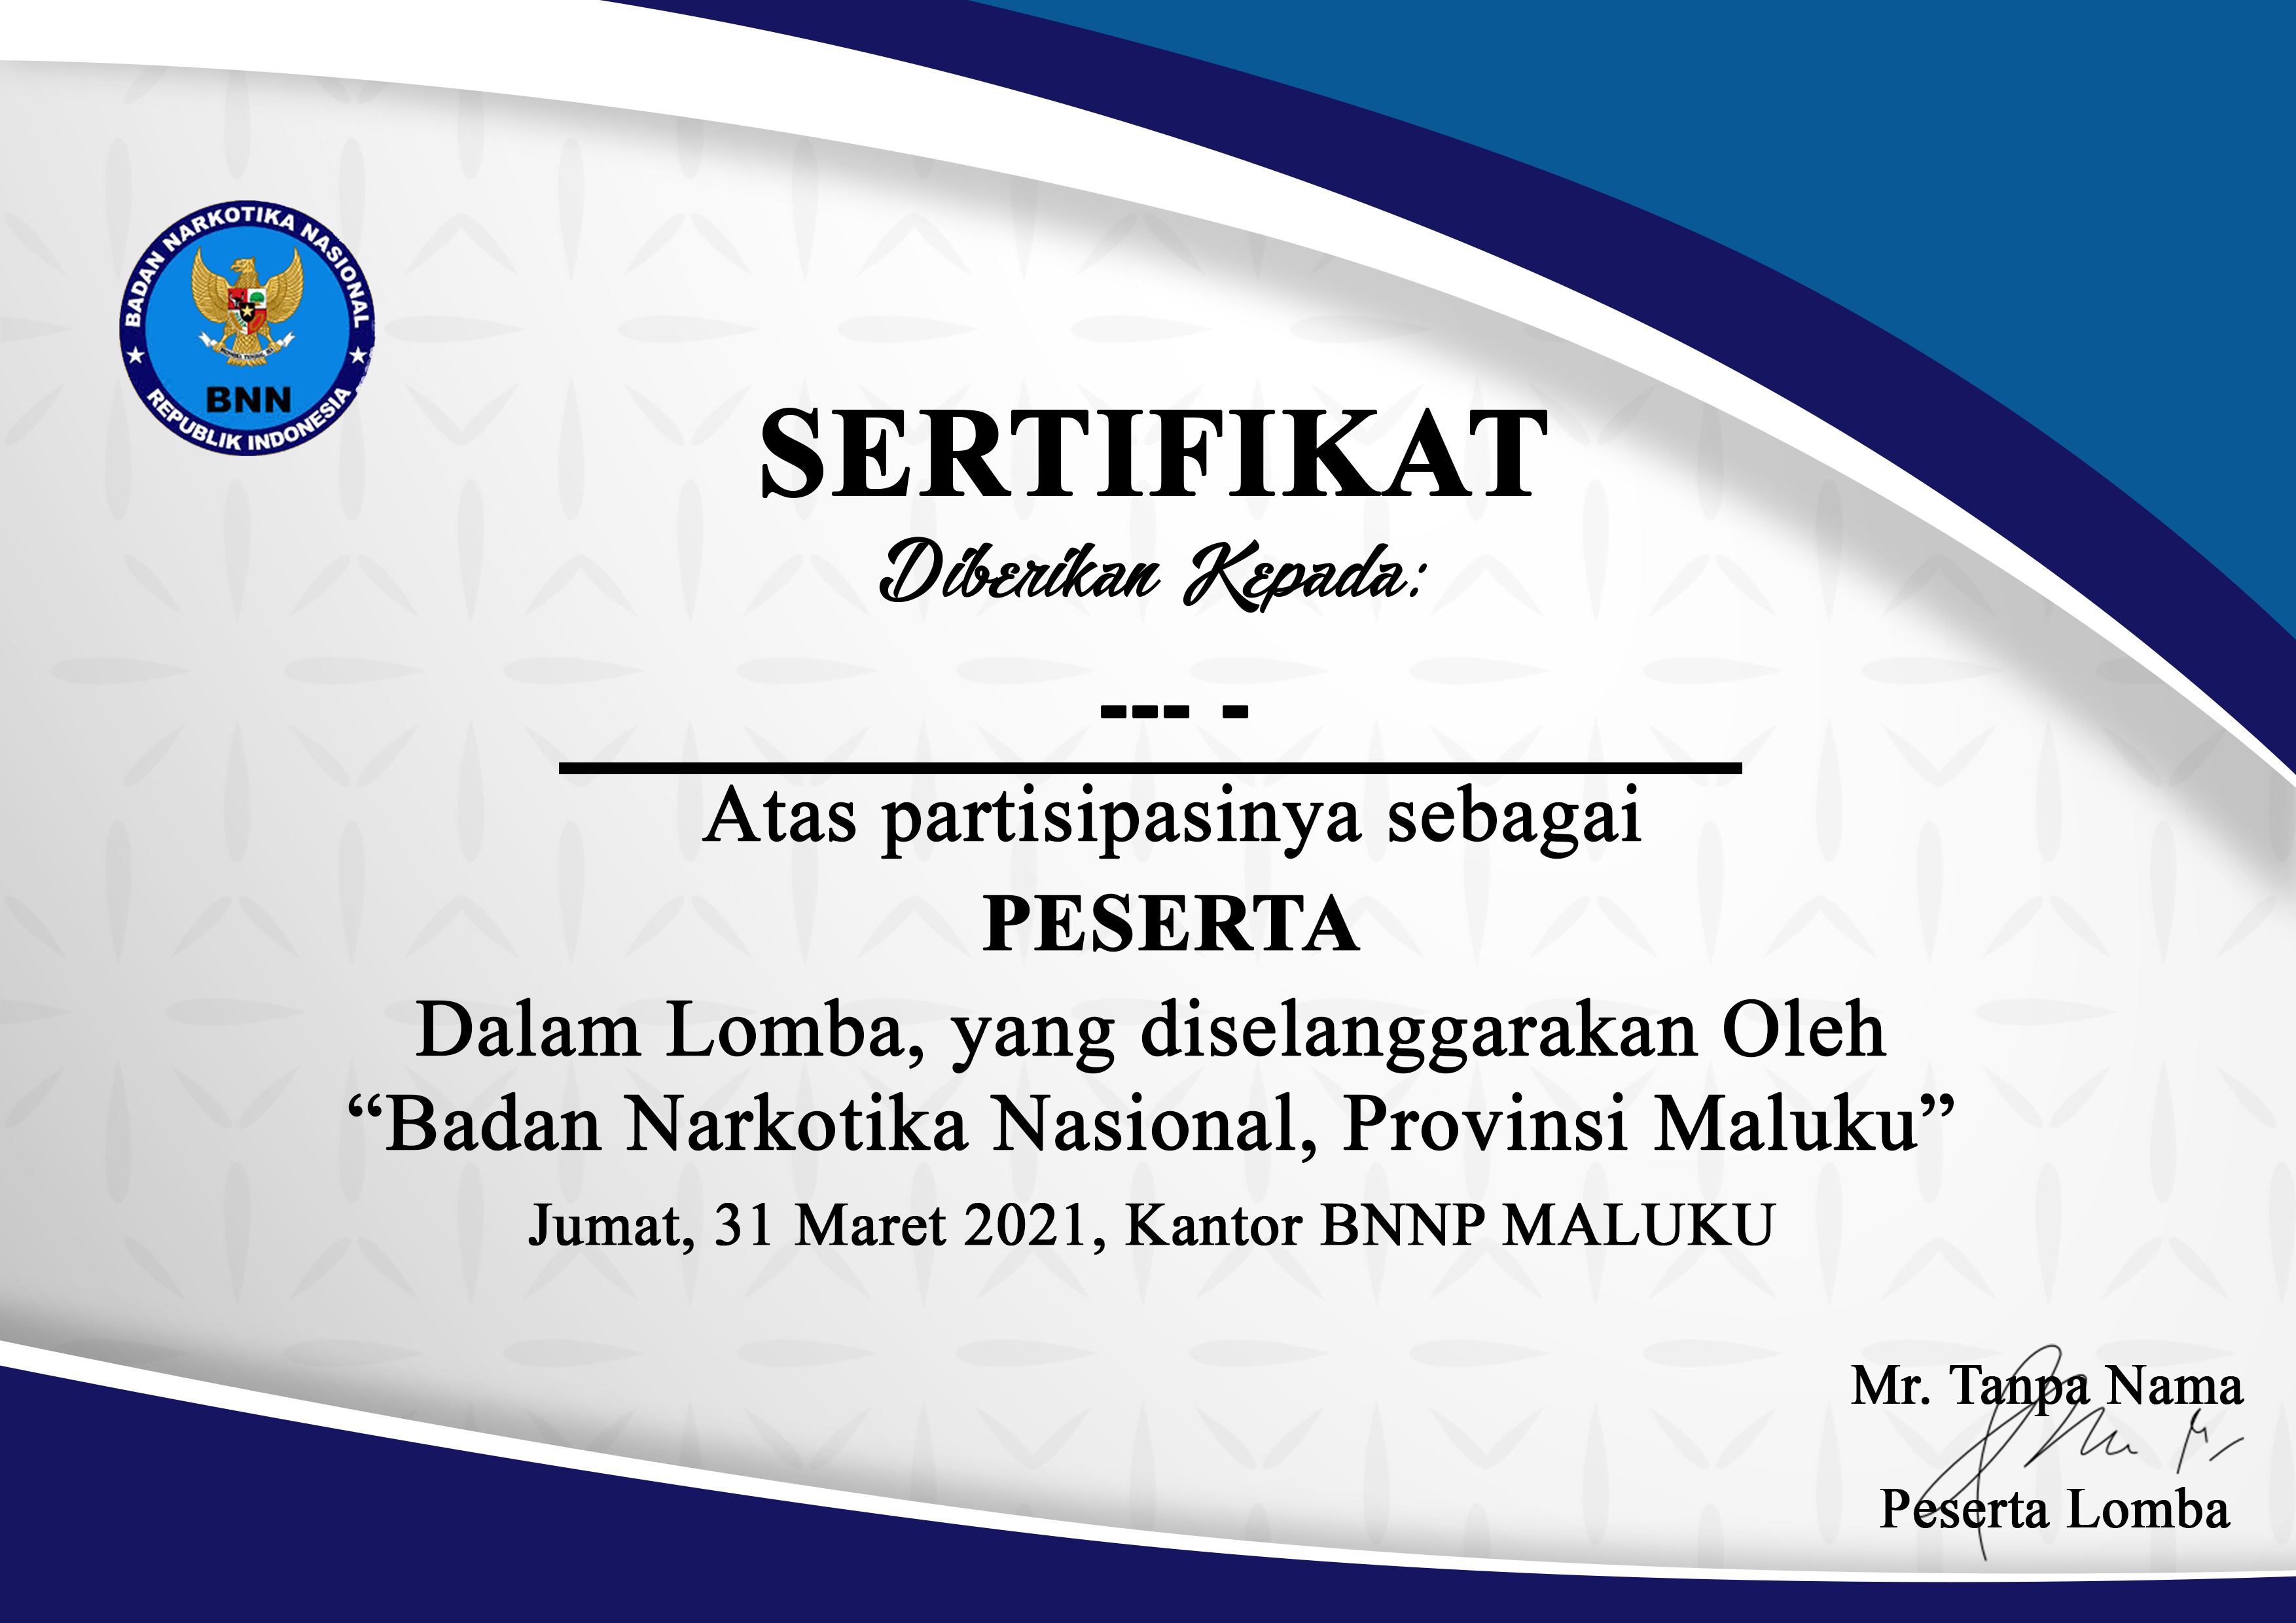 BADAN NARKOTIKA NASIONAL
BNN
REPUBLIK INDONESIA
SERTIFIKAT
Diberikan Kepada:
--- -
Atas partisipasinya sebagai
PESERTA
Dalam Lomba, yang diselanggarakan Oleh
“Badan Narkotika Nasional, Provinsi Maluku”
Jumat, 31 Maret 2021, Kantor BNNP MALUKU
Mr. Tanpa Nama
Peserta Lomba